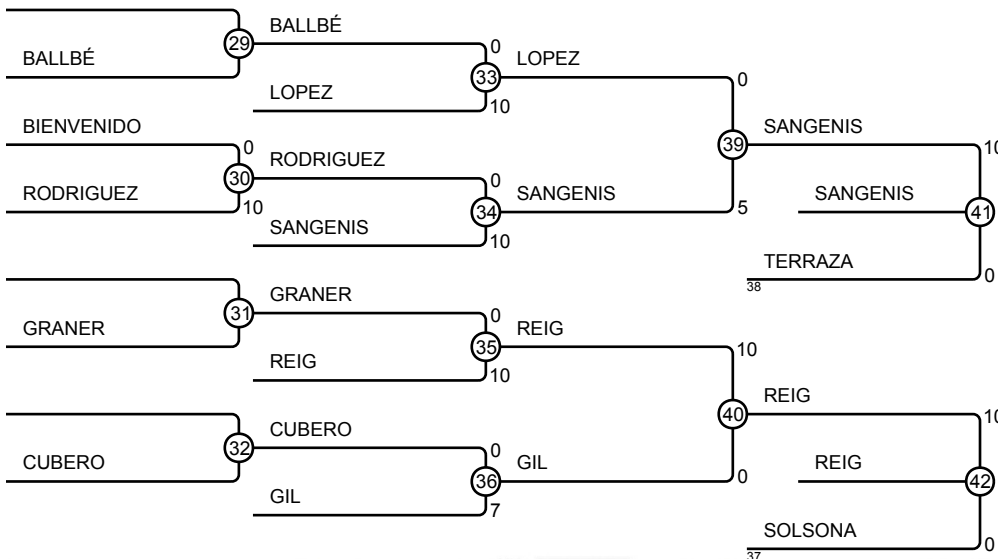 BALLBÉ
29
BALLBÉ
0
LOPEZ
10
33
LOPEZ
0
BIENVENIDO
0
RODRIGUEZ
10
30
RODRIGUEZ
0
SANGENIS
10
34
SANGENIS
5
39
SANGENIS
10
SANGENIS
41
TERRAZA
38
0
GRANER
31
GRANER
0
REIG
10
35
REIG
10
CUBERO
32
CUBERO
0
GIL
7
36
GIL
0
40
REIG
10
REIG
42
SOLSONA
37
0